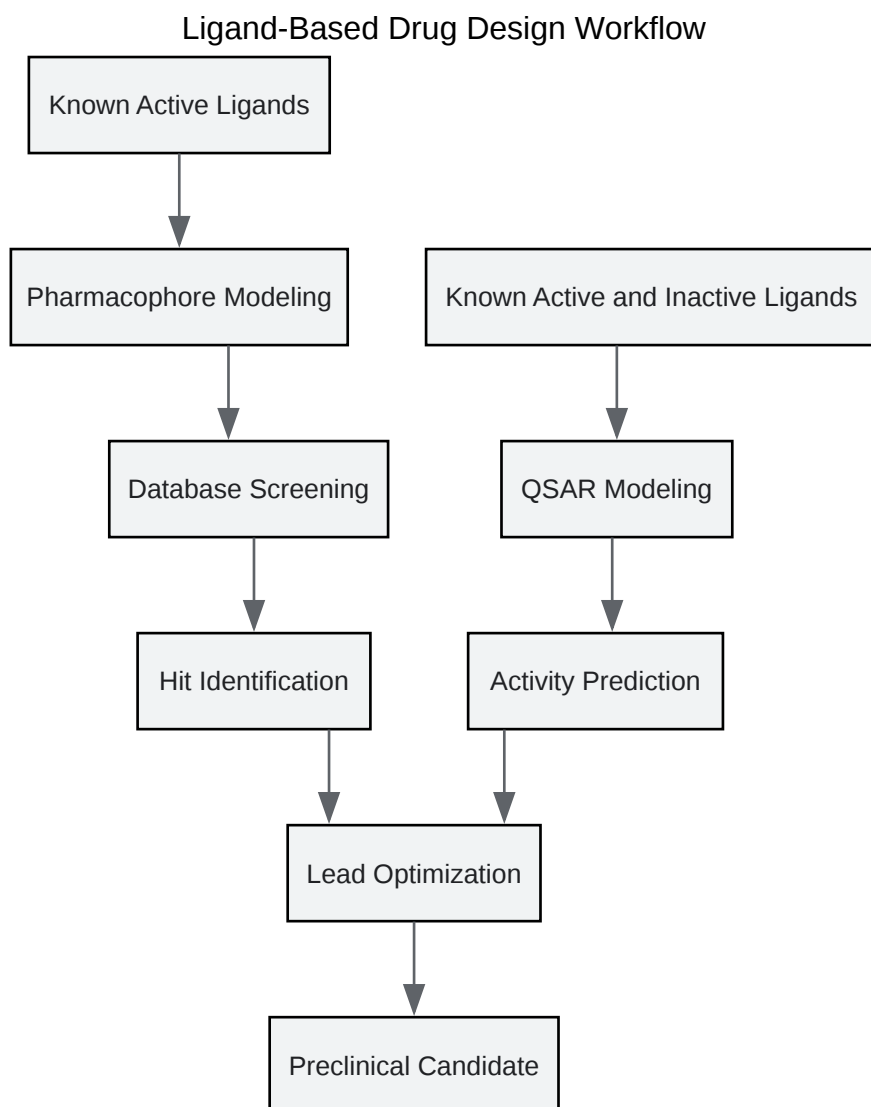 Ligand-Based Drug Design Workflow
Known Active Ligands
Pharmacophore Modeling
Known Active and Inactive Ligands
Database Screening
QSAR Modeling
Hit Identification
Activity Prediction
Lead Optimization
Preclinical Candidate